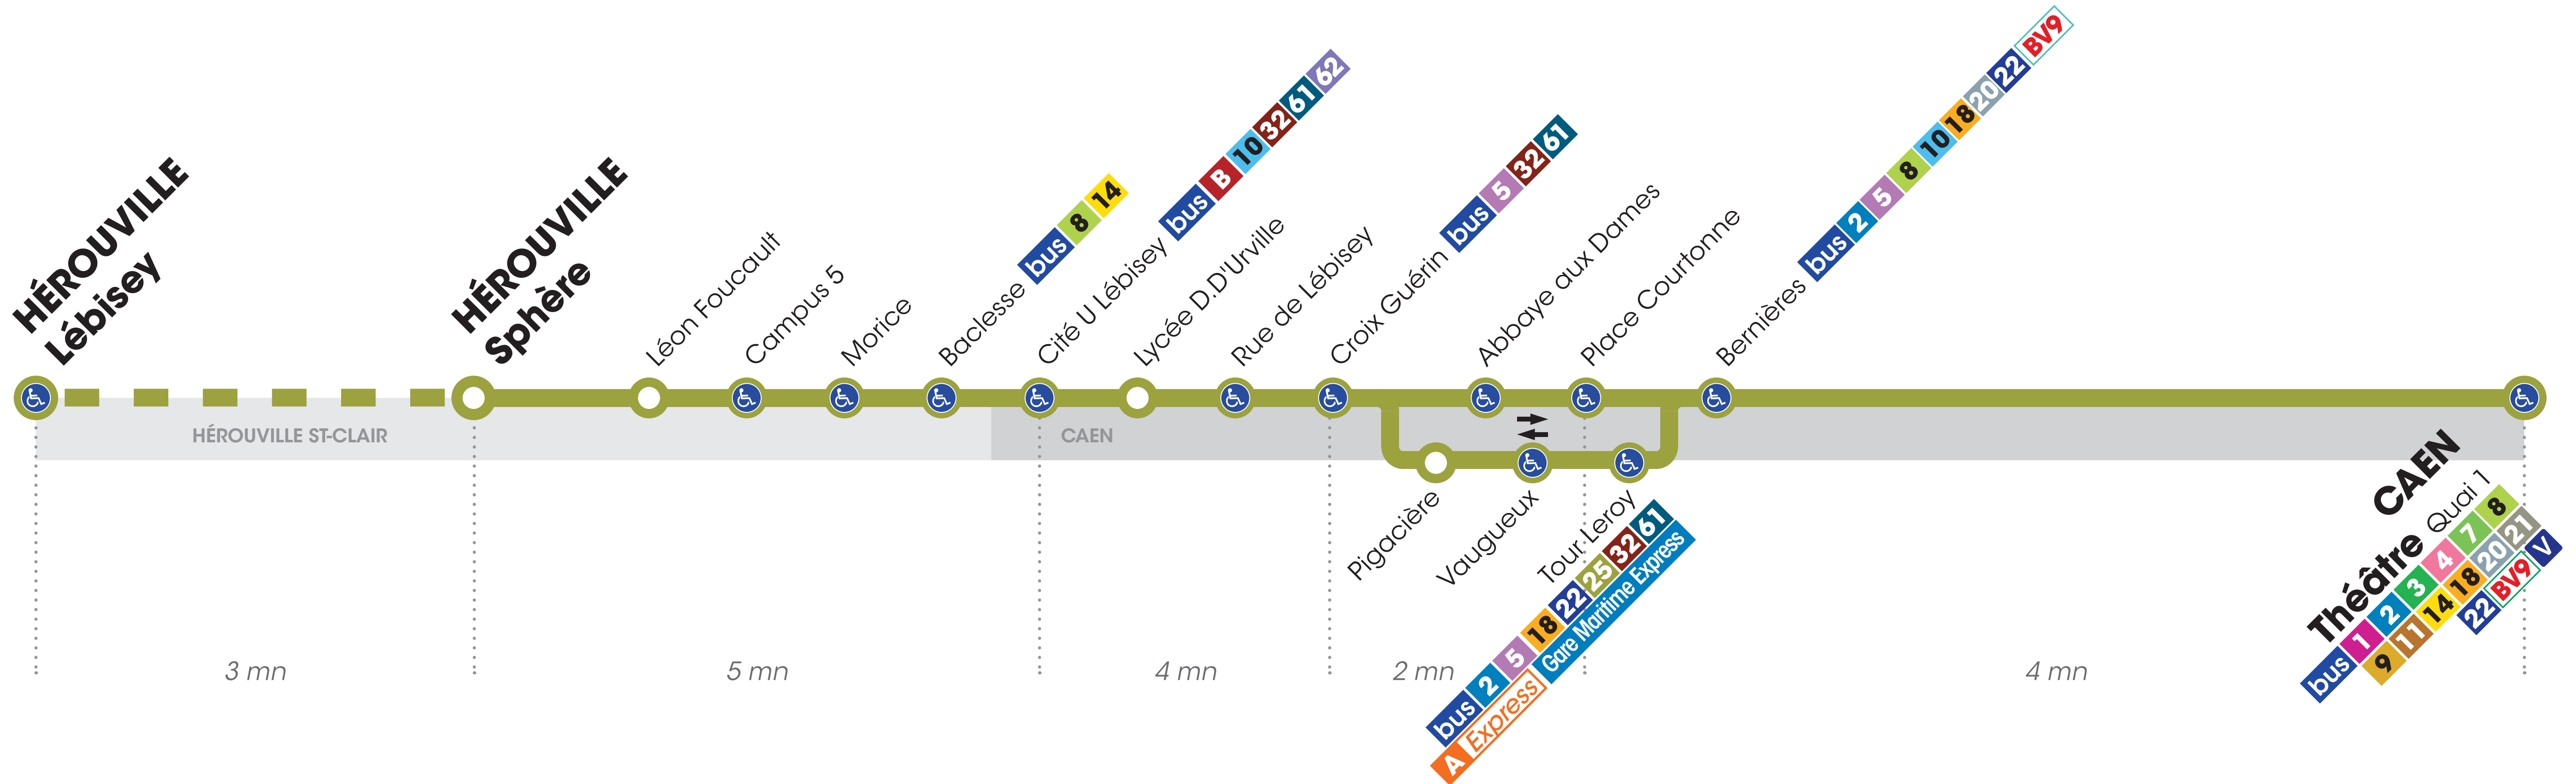 HÉROUVILLE
Lébisey
HÉROUVILLE
Sphère
Léon Foucault
Campus 5
Morice
Baclesse bus 8 14
Cité U Lébisey bus B 10 32 61 62
Lycée D.D'Urville
Rue de Lébisey
Croix Guérin bus 5 32 61
Abbaye aux Dames
Place Courtonne
Bernières bus 2 5 8 10 18 20 22 BV9
HÉROUVILLE ST-CLAIR
CAEN
Pigacière
Vaugueux
Tour Leroy
bus 2 5 18 22 25 32 61
A Express Gare Maritime Express
CAEN
Théâtre Quai 1
bus 1 2 3 4 7 8
9 11 14 18 20 21
22 BV9 V
3 mn
5 mn
4 mn
2 mn
4 mn